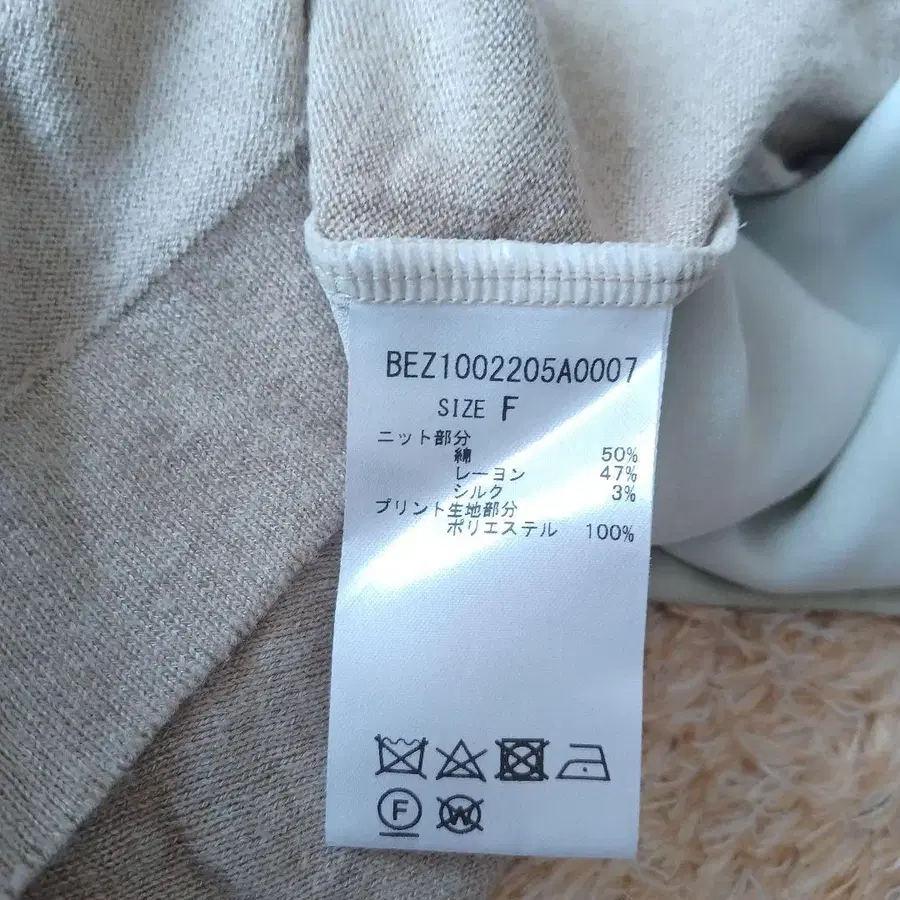 BEZ1002205A0007
SIZE F
ニット部分
綿 50%
レーヨン 47%
シルク 3%
プリント生地部分
ポリエステル 100%
F
W